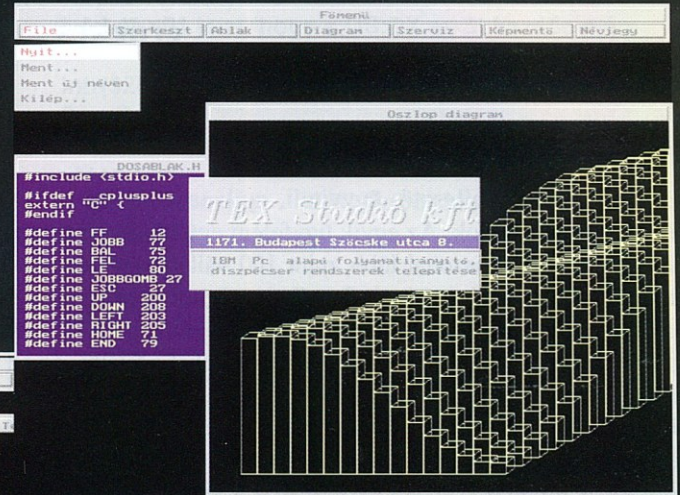 Főmenü
File Szerkeszt Ablak Diagram Szerviz Képmentő Névjegy
Nyit...
Ment...
Ment új néven
Kilép...
Oszlop diagram
DOSABLAK.H
#include <stdio.h>
#ifdef __cplusplus
extern "C" {
#endif
#define FF 12
#define JOBB 77
#define BAL 75
#define FEL 72
#define LE 80
#define JOBBGOMB 27
#define ESC 27
#define UP 200
#define DOWN 208
#define LEFT 203
#define RIGHT 205
#define HOME 71
#define END 79
TEX Studió kft
1171. Budapest Szöcske utca 8.
IBM Pc alapú folyamatirányító,
diszpécser rendszerek telepítése